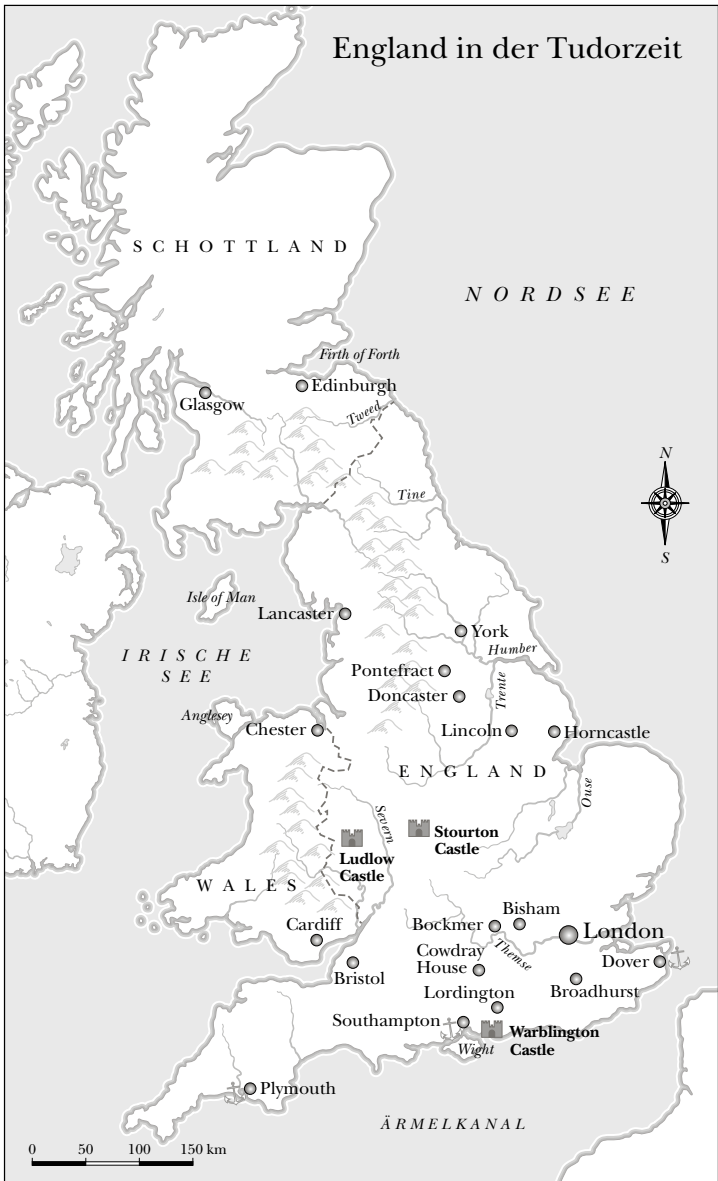 England in der Tudorzeit
SCHOTTLAND
NORDSEE
Firth of Forth
Edinburgh
Glasgow
Tweed
N
Tine
S
Isle of Man
Lancaster
York
IRISCHE
SEE
Humber
Pontefract
Doncaster
Trente
Anglesey
Chester
Lincoln
Horncastle
ENGLAND
Ouse
Severn
Stourton
Castle
Ludlow
Castle
WALES
Bisham
Bockmer
London
Cardiff
Themse
Cowdray
House
Dover
Bristol
Broadhurst
Lordington
Southampton
Warblington
Castle
Wight
Plymouth
ÄRMELKANAL
0 50 100 150 km